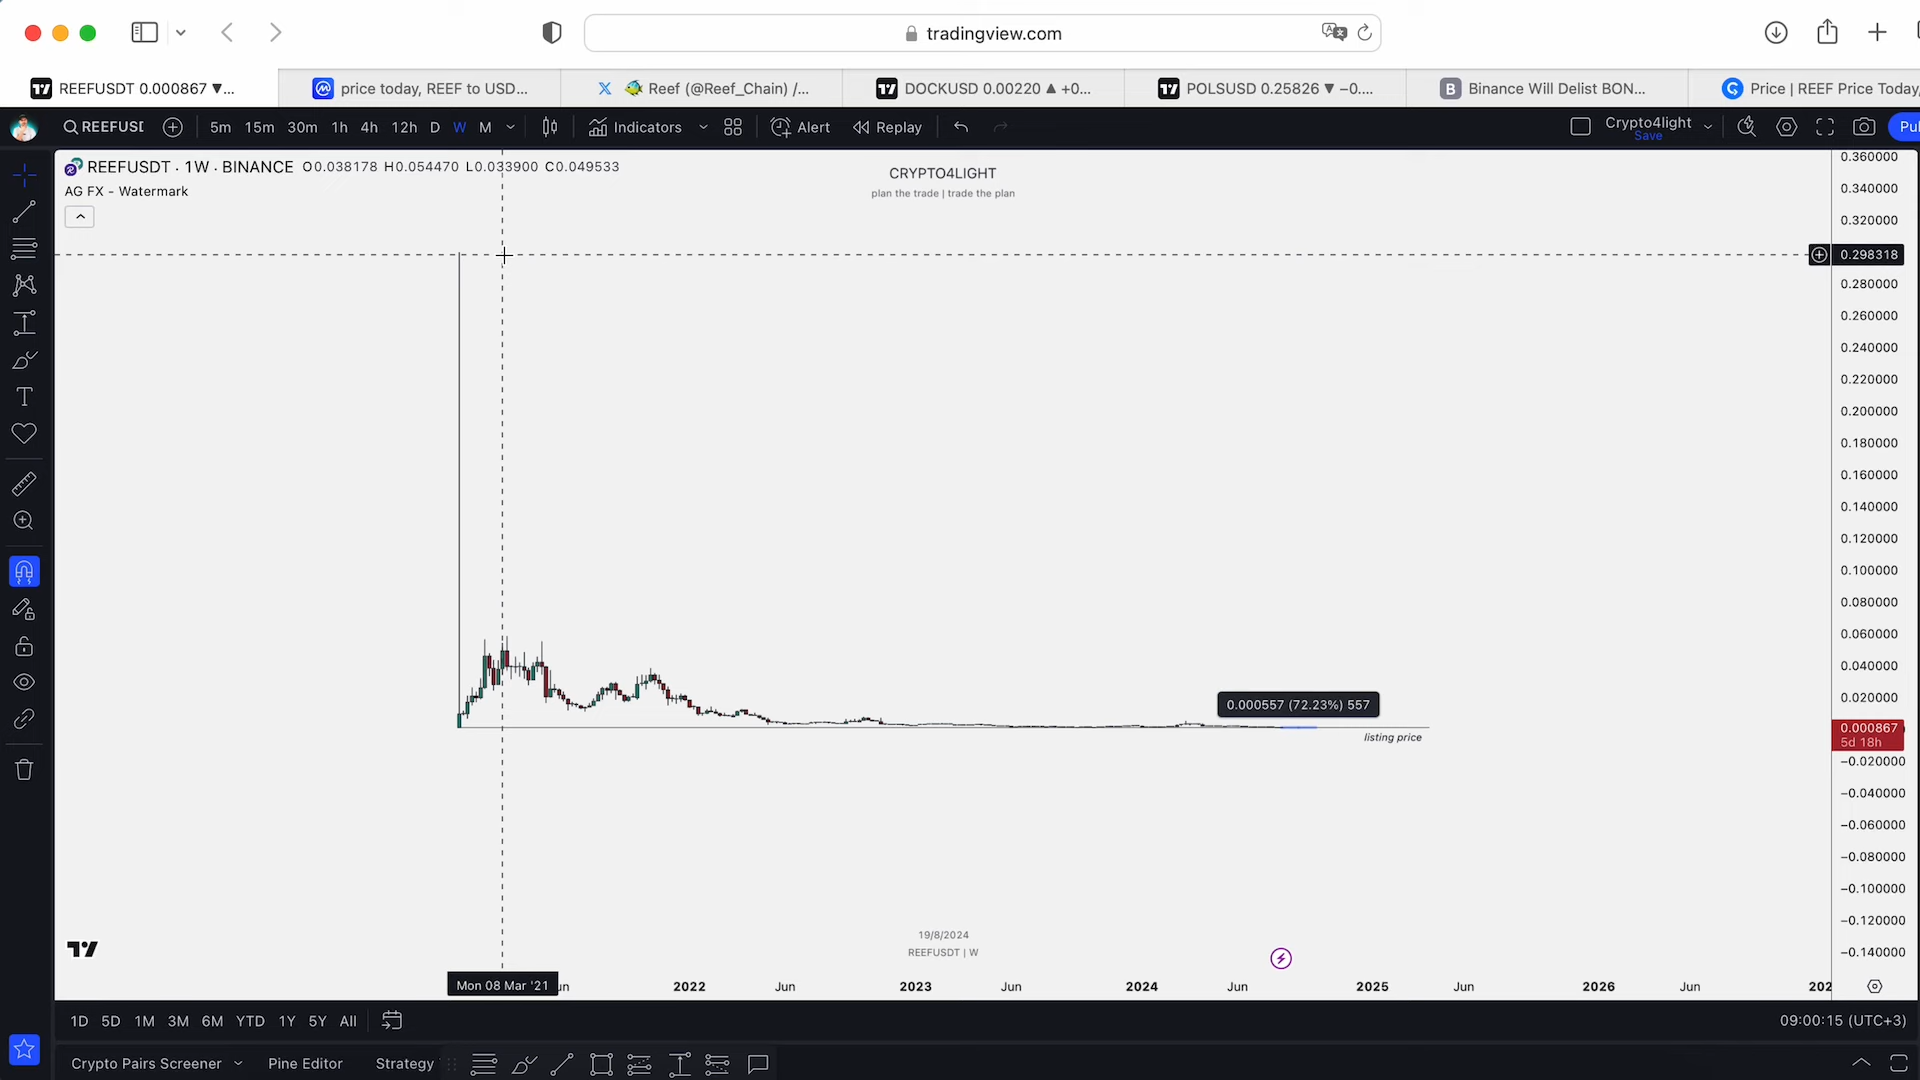 tradingview.com
REEFUSDT 0.000867 ▼...
price today, REEF to USD...
Reef (@Reef_Chain) /...
DOCKUSD 0.00220 ▲ +0...
POLSUSD 0.25826 ▼ −0....
Binance Will Delist BON...
Price | REEF Price Today,
REEFUSD
5m 15m 30m 1h 4h 12h D W M
Indicators
Alert
Replay
Crypto4light
Save
Pul
REEFUSDT · 1W · BINANCE O0.038178 H0.054470 L0.033900 C0.049533
AG FX - Watermark
CRYPTO4LIGHT
plan the trade | trade the plan
0.360000
0.340000
0.320000
0.298318
0.280000
0.260000
0.240000
0.220000
0.200000
0.180000
0.160000
0.140000
0.120000
0.100000
0.080000
0.060000
0.040000
0.020000
0.000867
5d 18h
−0.020000
−0.040000
−0.060000
−0.080000
−0.100000
−0.120000
−0.140000
0.000557 (72.23%) 557
listing price
19/8/2024
REEFUSDT | W
Mon 08 Mar '21
un 2022 Jun 2023 Jun 2024 Jun 2025 Jun 2026 Jun 202
1D 5D 1M 3M 6M YTD 1Y 5Y All
09:00:15 (UTC+3)
Crypto Pairs Screener
Pine Editor
Strategy